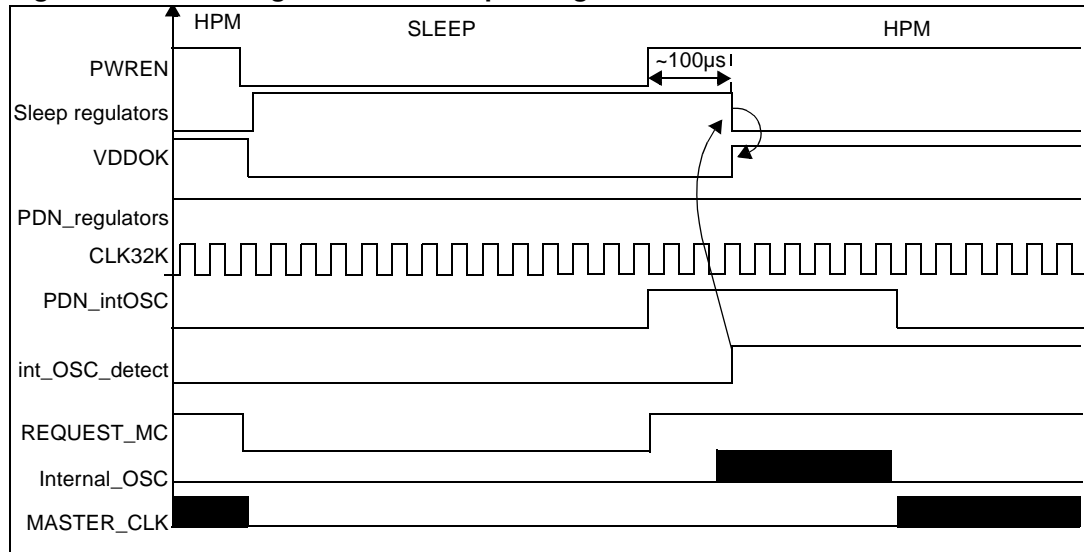 HPM
SLEEP
HPM
PWREN
~100µs
Sleep regulators
VDDOK
PDN_regulators
CLK32K
PDN_intOSC
int_OSC_detect
REQUEST_MC
Internal_OSC
MASTER_CLK